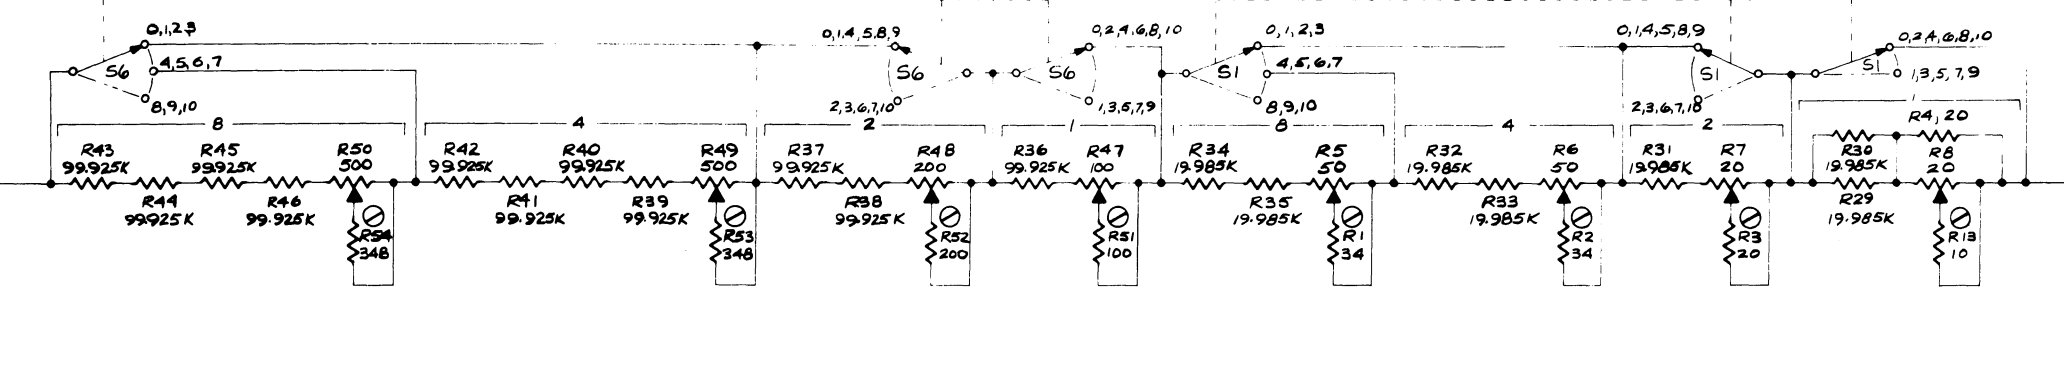 0,1,2,3
0,1,4,5,8,9
0,2,4,6,8,10
0,1,2,3
0,1,4,5,8,9
0,2,4,6,8,10
S6
4,5,6,7
S6
S6
S1
4,5,6,7
S1
S1
1,3,5,7,9
8,9,10
2,3,6,7,10
1,3,5,7,9
8,9,10
2,3,6,7,10
8
4
2
1
8
4
2
R4, 20
R43
R45
R50
R42
R40
R49
R37
R48
R36
R47
R34
R5
R32
R6
R31
R7
R30
R8
99.925K
99.925K
500
99.925K
99.925K
500
99.925K
200
99.925K
100
19.985K
50
19.985K
50
19.985K
20
19.985K
20
R44
R46
R41
R39
R38
R35
R33
R29
99.925K
99.925K
99.925K
99.925K
99.925K
19.985K
19.985K
19.985K
R54
R53
R52
R51
R1
R2
R3
R13
348
348
200
100
34
34
20
10